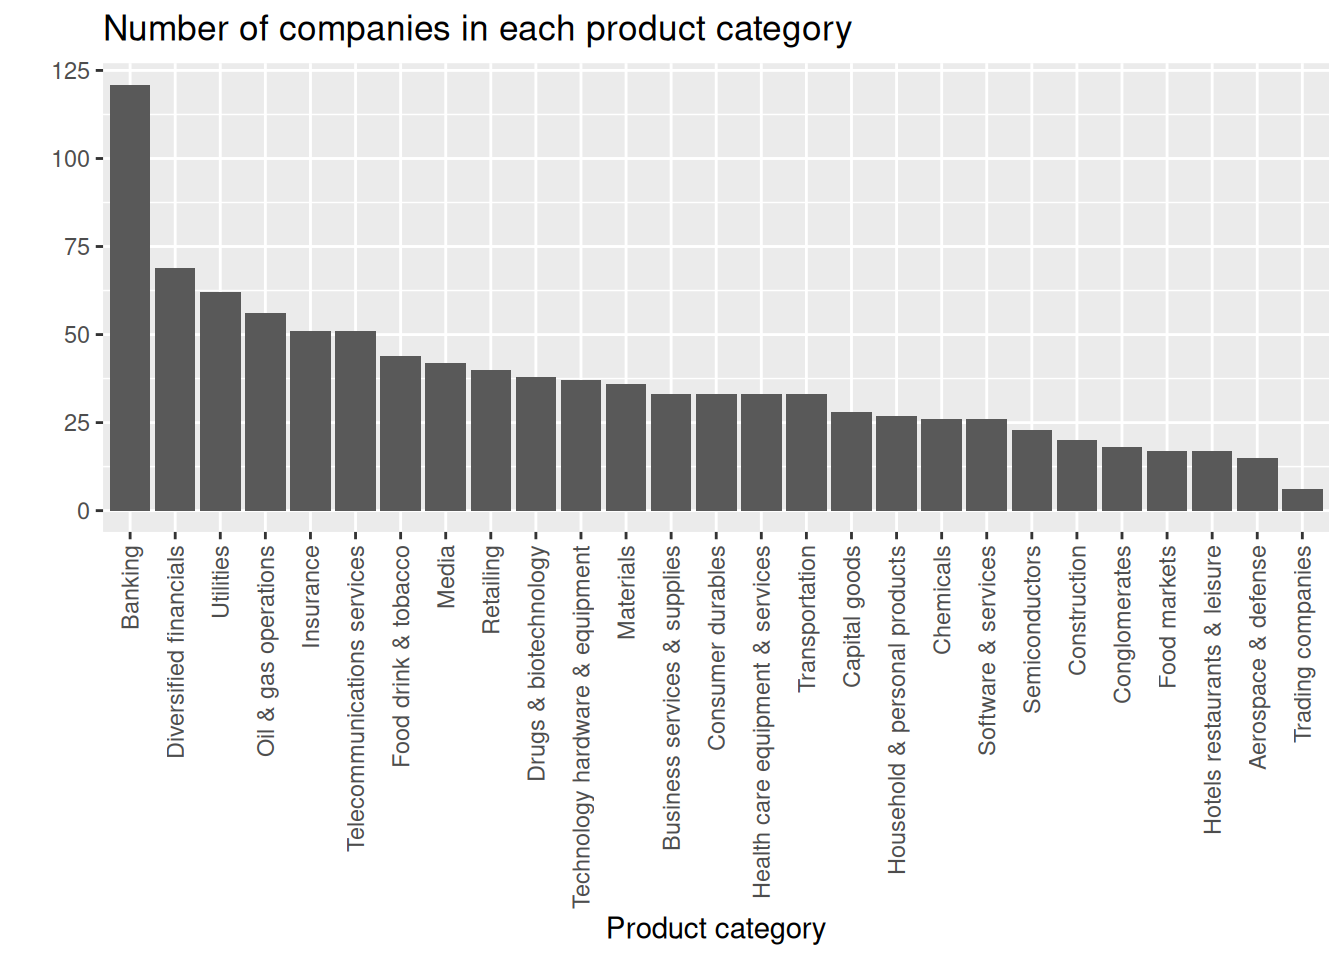 Number of companies in each product category
125
100
75
50
25
0
Banking
Diversified financials
Utilities
Oil & gas operations
Insurance
Telecommunications services
Food drink & tobacco
Media
Retailing
Drugs & biotechnology
Technology hardware & equipment
Materials
Business services & supplies
Consumer durables
Health care equipment & services
Transportation
Capital goods
Household & personal products
Chemicals
Software & services
Semiconductors
Construction
Conglomerates
Food markets
Hotels restaurants & leisure
Aerospace & defense
Trading companies
Product category